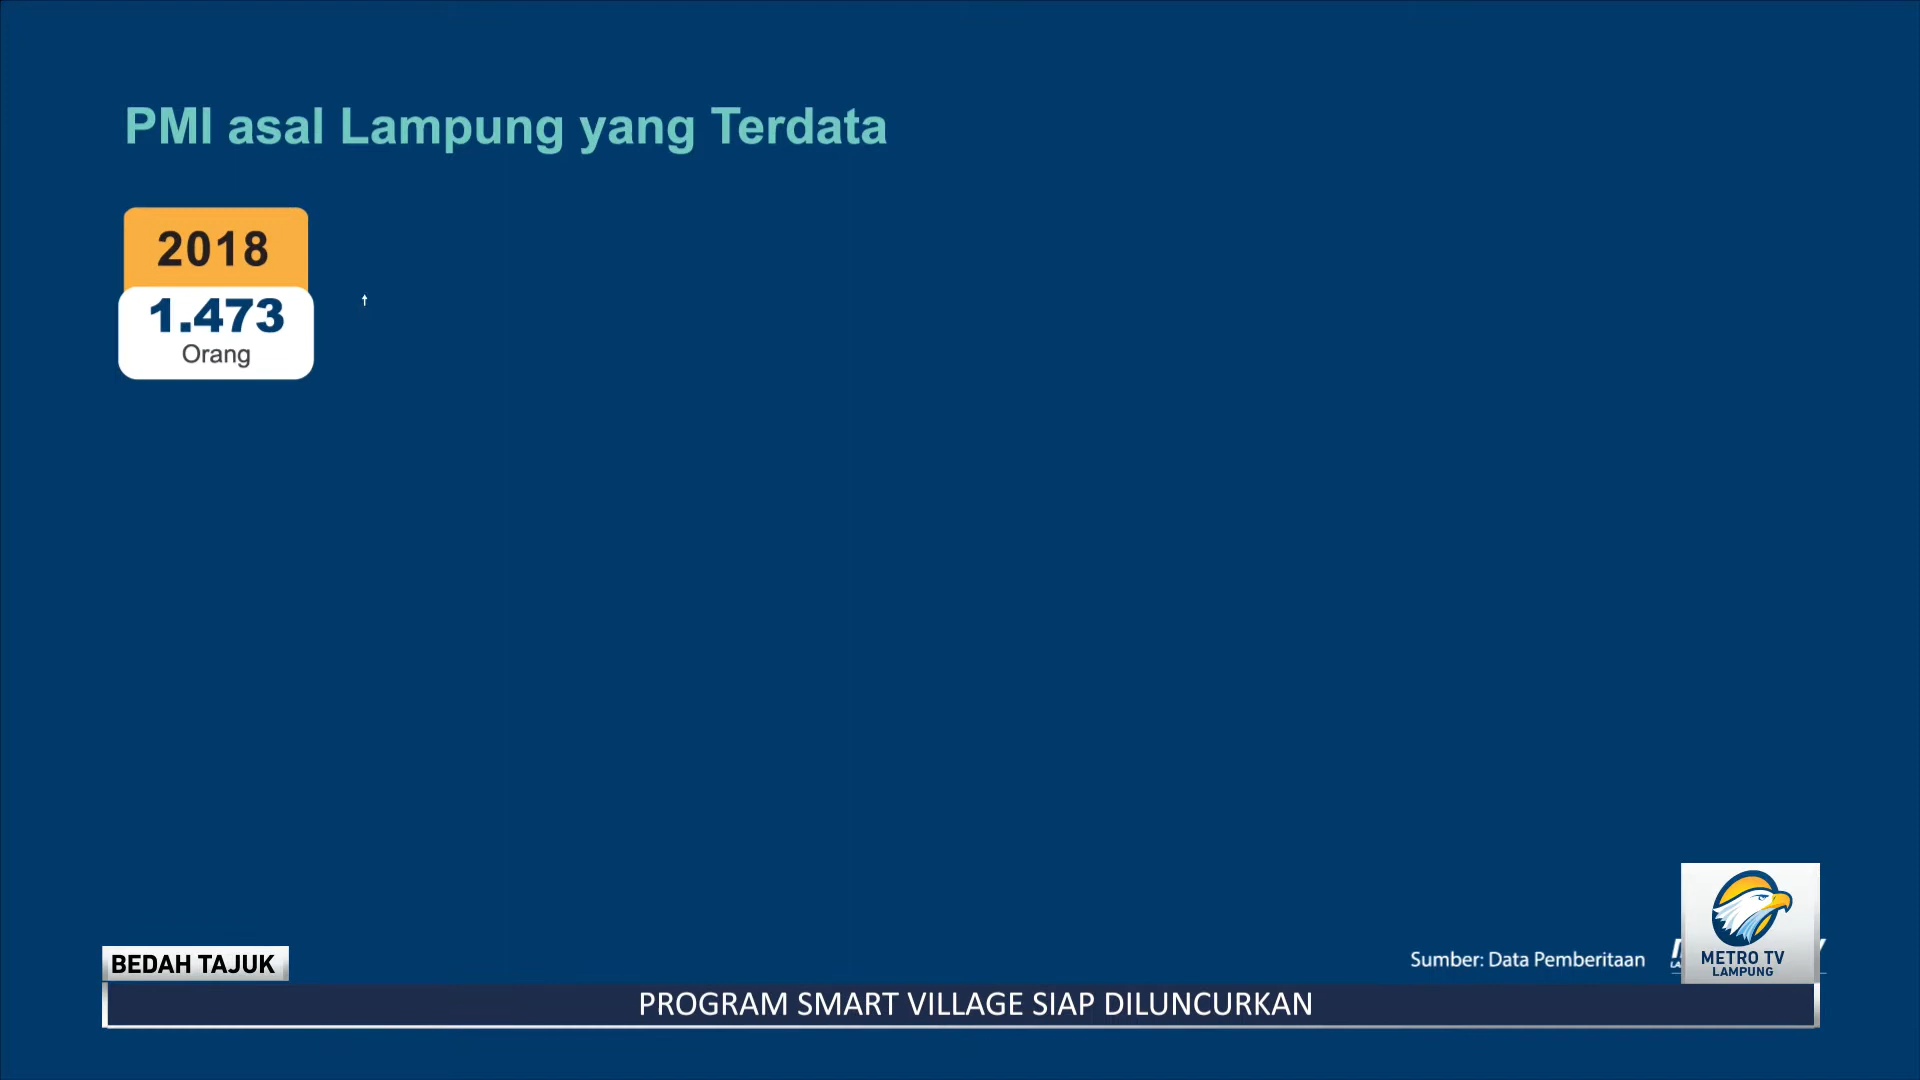 PMI asal Lampung yang Terdata
2018
1.473
Orang
Sumber: Data Pemberitaan
METRO TV
LAMPUNG
BEDAH TAJUK
PROGRAM SMART VILLAGE SIAP DILUNCURKAN